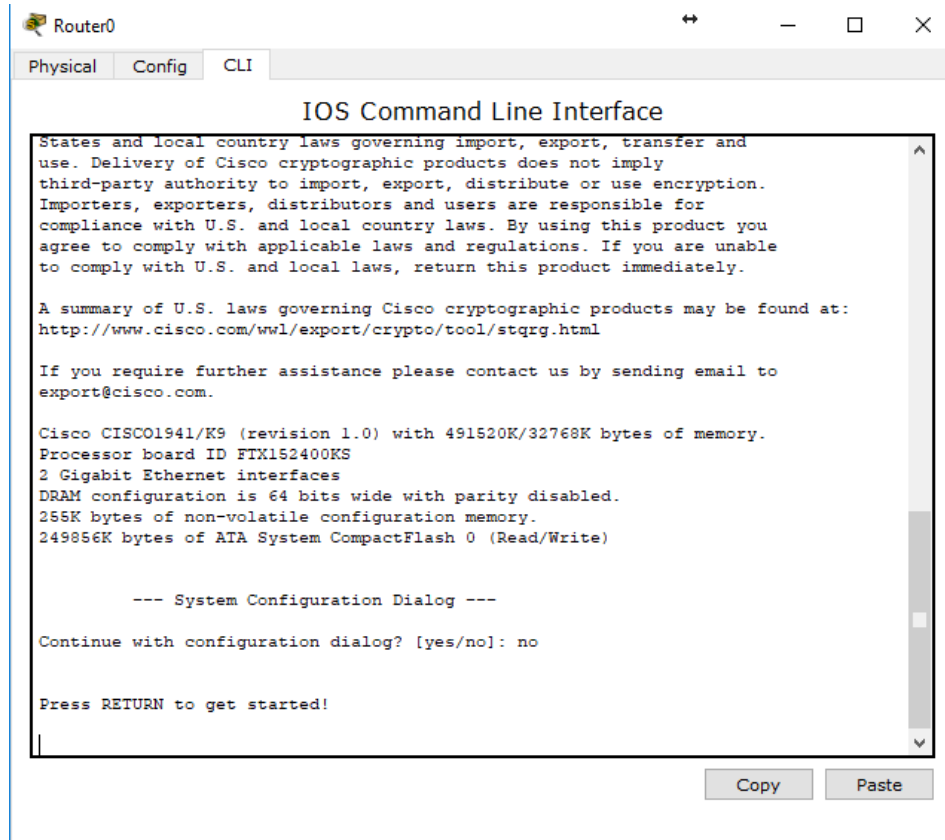 Router0
Physical Config CLI
IOS Command Line Interface
States and local country laws governing import, export, transfer and
use. Delivery of Cisco cryptographic products does not imply
third-party authority to import, export, distribute or use encryption.
Importers, exporters, distributors and users are responsible for
compliance with U.S. and local country laws. By using this product you
agree to comply with applicable laws and regulations. If you are unable
to comply with U.S. and local laws, return this product immediately.
A summary of U.S. laws governing Cisco cryptographic products may be found at:
http://www.cisco.com/wwl/export/crypto/tool/stqrg.html
If you require further assistance please contact us by sending email to
export@cisco.com.
Cisco CISCO1941/K9 (revision 1.0) with 491520K/32768K bytes of memory.
Processor board ID FTX152400KS
2 Gigabit Ethernet interfaces
DRAM configuration is 64 bits wide with parity disabled.
255K bytes of non-volatile configuration memory.
249856K bytes of ATA System CompactFlash 0 (Read/Write)
--- System Configuration Dialog ---
Continue with configuration dialog? [yes/no]: no
Press RETURN to get started!
Copy Paste